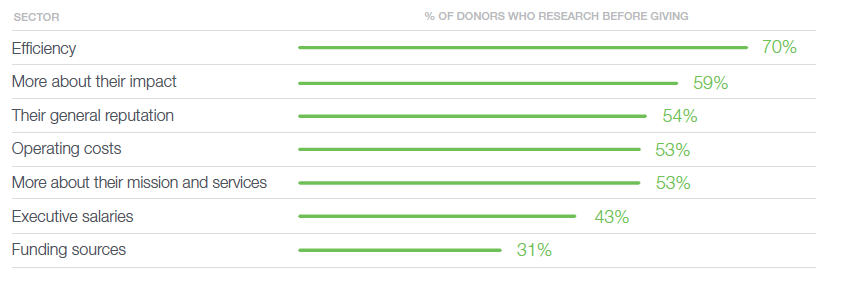 SECTOR % OF DONORS WHO RESEARCH BEFORE GIVING
Efficiency 70%
More about their impact 59%
Their general reputation 54%
Operating costs 53%
More about their mission and services 53%
Executive salaries 43%
Funding sources 31%